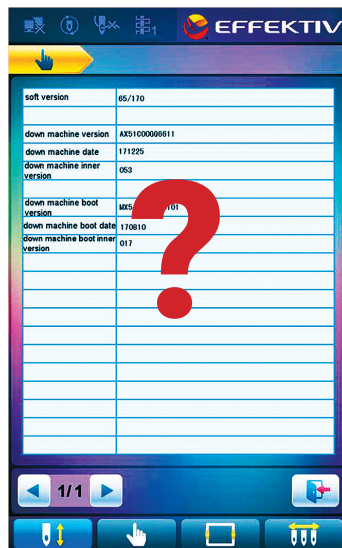 1
EFFEKTIV
soft version 65/170
down machine version AX51C00006611
down machine date 171225
down machine inner
version 053
down machine boot
version
down machine boot date 170810
down machine boot inner
version 017
?
1/1